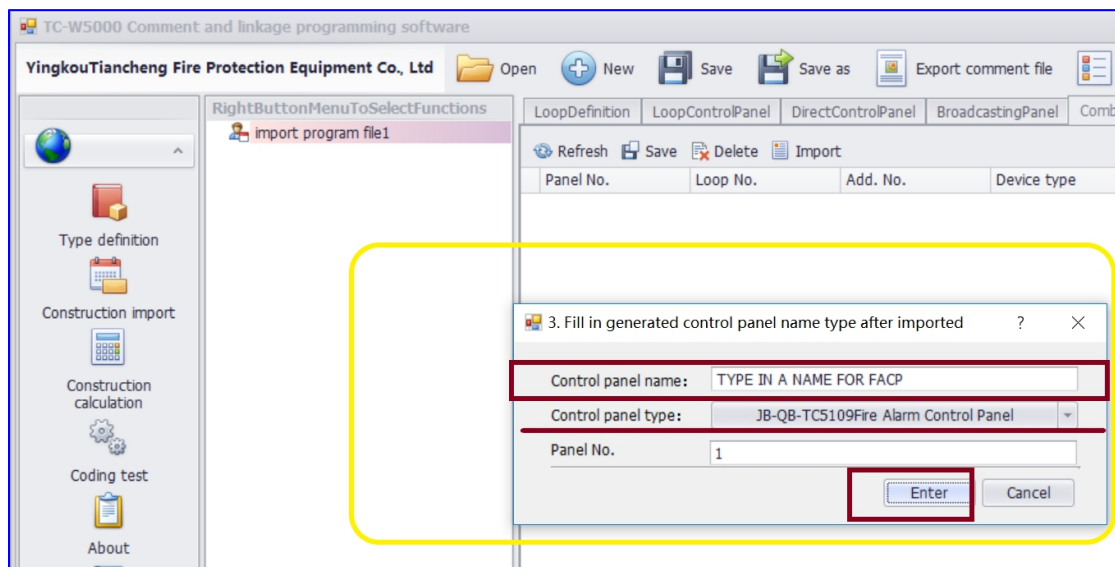 TC-W5000 Comment and linkage programming software
YingkouTiancheng Fire Protection Equipment Co., Ltd Open New Save Save as Export comment file
RightButtonMenuToSelectFunctions
import program file1
LoopDefinition LoopControlPanel DirectControlPanel BroadcastingPanel Comb
Refresh Save Delete Import
Panel No. Loop No. Add. No. Device type
Type definition
Construction import
Construction
calculation
Coding test
About
3. Fill in generated control panel name type after imported ?
Control panel name: TYPE IN A NAME FOR FACP
Control panel type: JB-QB-TC5109Fire Alarm Control Panel
Panel No. 1
Enter Cancel